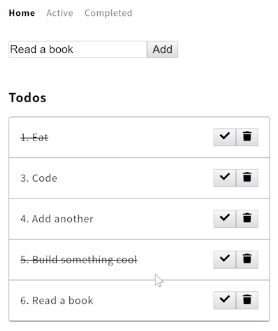 Home Active Completed
Read a book Add
Todos
1. Eat
3. Code
4. Add another
5. Build something cool
6. Read a book